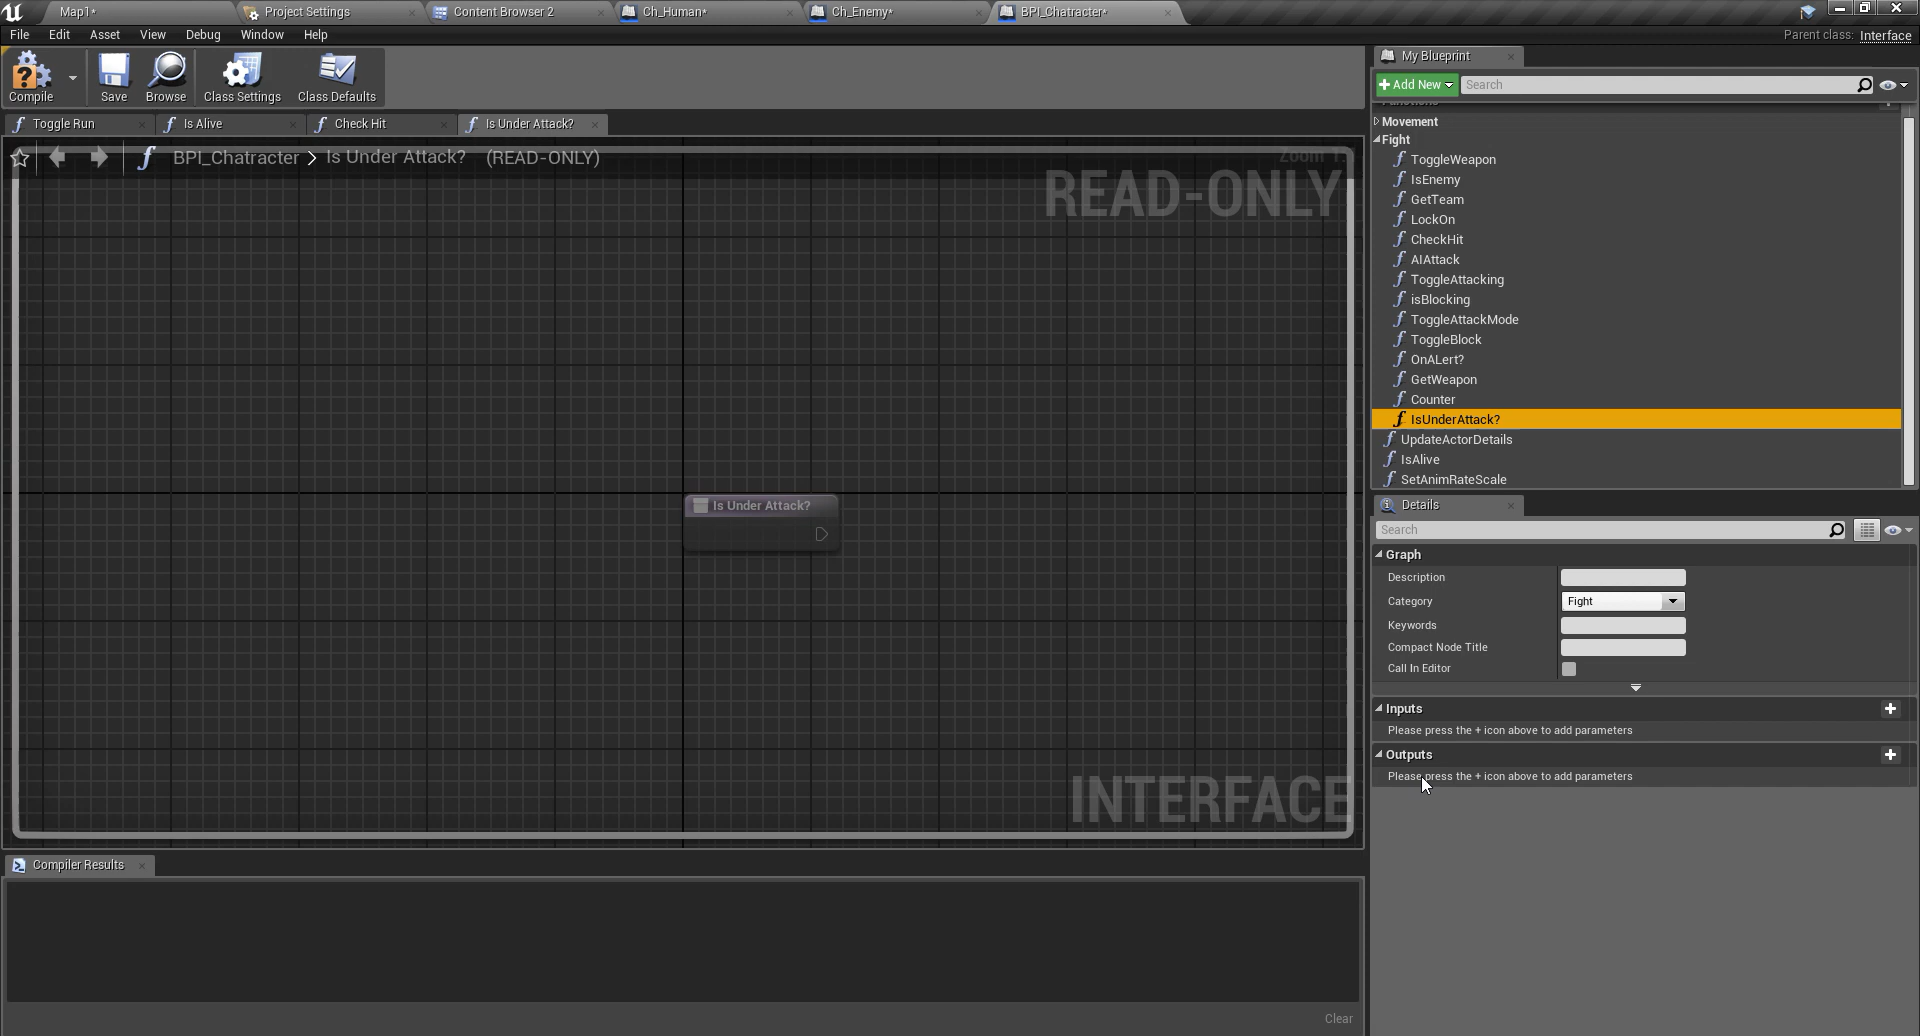 Map1*
Project Settings
Content Browser 2
Ch_Human*
Ch_Enemy*
BPI_Chatracter*
File Edit Asset View Debug Window Help
Parent class: Interface
Compile
Save
Browse
Class Settings
Class Defaults
My Blueprint
Add New
Search
Toggle Run
Is Alive
Check Hit
Is Under Attack?
BPI_Chatracter > Is Under Attack? (READ-ONLY)
READ-ONLY
Is Under Attack?
INTERFACE
Functions
Movement
Fight
ToggleWeapon
IsEnemy
GetTeam
LockOn
CheckHit
AIAttack
ToggleAttacking
isBlocking
ToggleAttackMode
ToggleBlock
OnALert?
GetWeapon
Counter
IsUnderAttack?
UpdateActorDetails
IsAlive
SetAnimRateScale
Details
Search
Graph
Description
Category Fight
Keywords
Compact Node Title
Call In Editor
Inputs
Please press the + icon above to add parameters
Outputs
Please press the + icon above to add parameters
Compiler Results
Clear